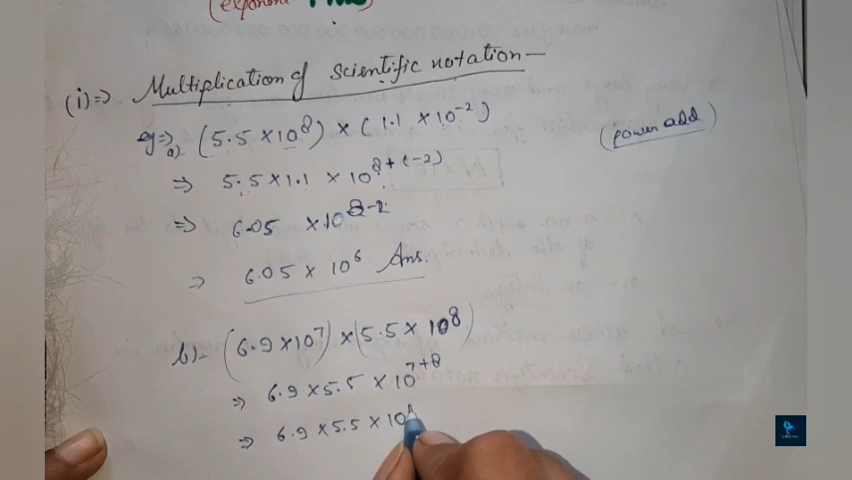 (exponent
(i)⇒ Multiplication of Scientific notation—
eg⇒ a) (5.5 × 10⁸) × (1.1 × 10⁻²)
(power add)
⇒ 5.5 × 1.1 × 10⁸⁺⁽⁻²⁾
⇒ 6.05 × 10⁸⁻²
⇒ 6.05 × 10⁶ Ans.
b)- (6.9 × 10⁷) × (5.5 × 10⁸)
⇒ 6.9 × 5.5 × 10⁷⁺⁸
⇒ 6.9 × 5.5 × 10